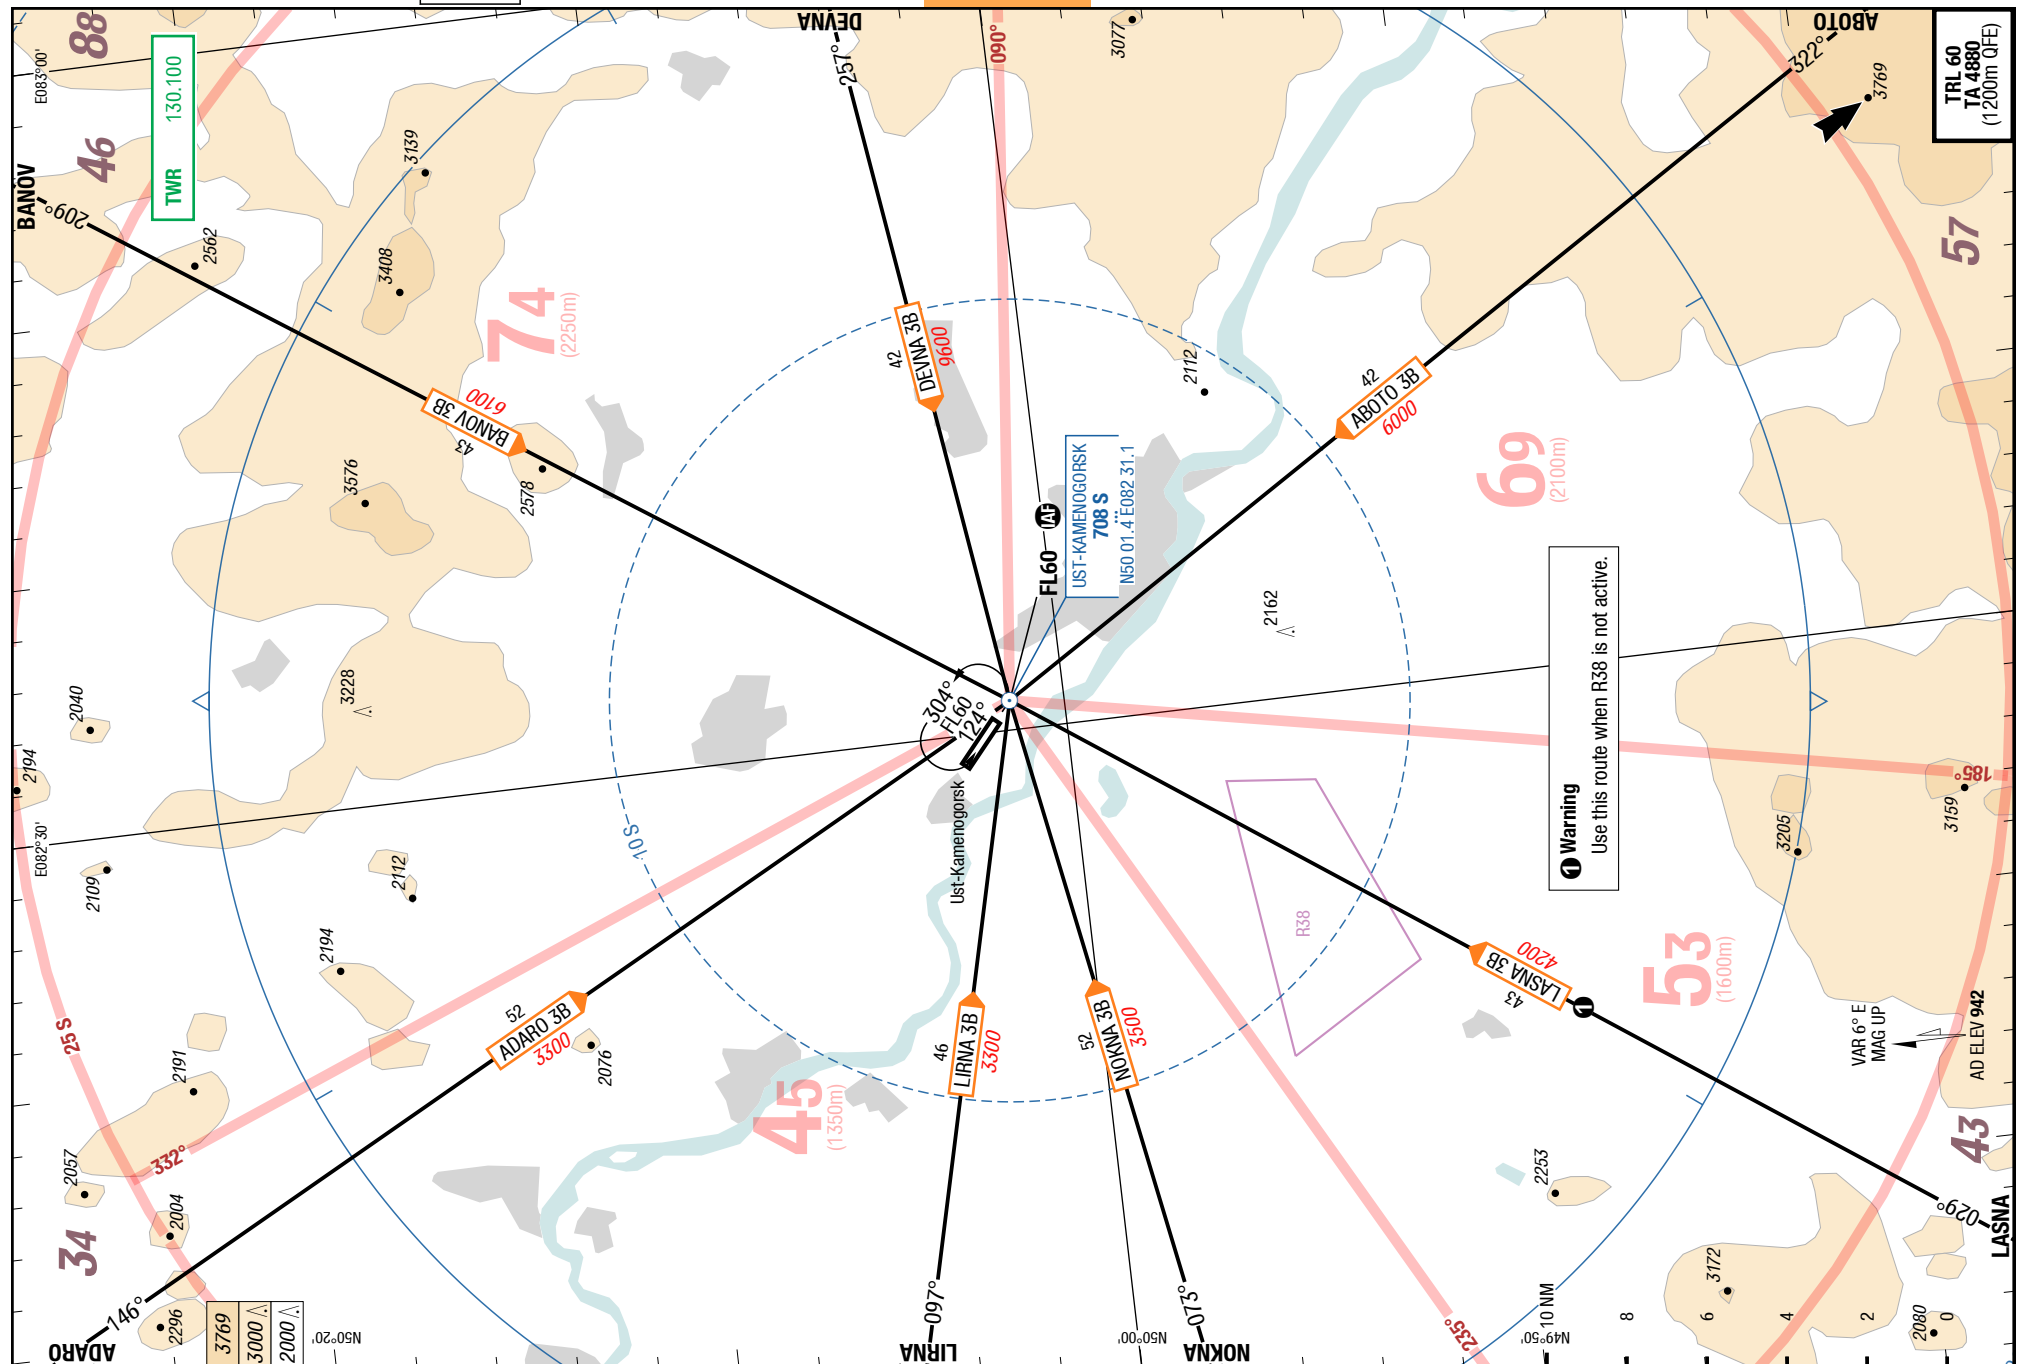 DEVNA
ABOTO
BANOV
88
46
E083°00'
TWR 130.100
209°
257°
090°
322°
3077
3769
TRL 60
TA 4880
(1200m QFE)
3139
2562
3408
57
74
(2250m)
42
DEVNA 3B
9600
BANOV 3B
6100
43
2112
42
ABOTO 3B
6000
3576
2578
69
(2100m)
UST-KAMENOGORSK
708 S
N50 01.4 E082 31.1
FL60 IAF
2162
3228
2040
2194
304°
FL60
124°
Ust-Kamenogorsk
1 Warning
Use this route when R38 is not active.
185°
3159
3205
E082°30'
2109
2112
10 S
2194
R38
53
(1600m)
LASNA 3B
4200
43
1
52
ADARO 3B
3300
2076
46
LIRNA 3B
3300
52
NOKNA 3B
3500
25 S
2191
VAR 6° E
MAG UP
AD ELEV 942
45
(1350m)
43
332°
2057
2004
34
2253
029°
LASNA
3172
146°
2296
ADARO
3769
3000
2000
N50°20'
097°
LIRNA
N50°00'
073°
NOKNA
235°
10 NM
N49°50'
8
6
4
2
0
2080